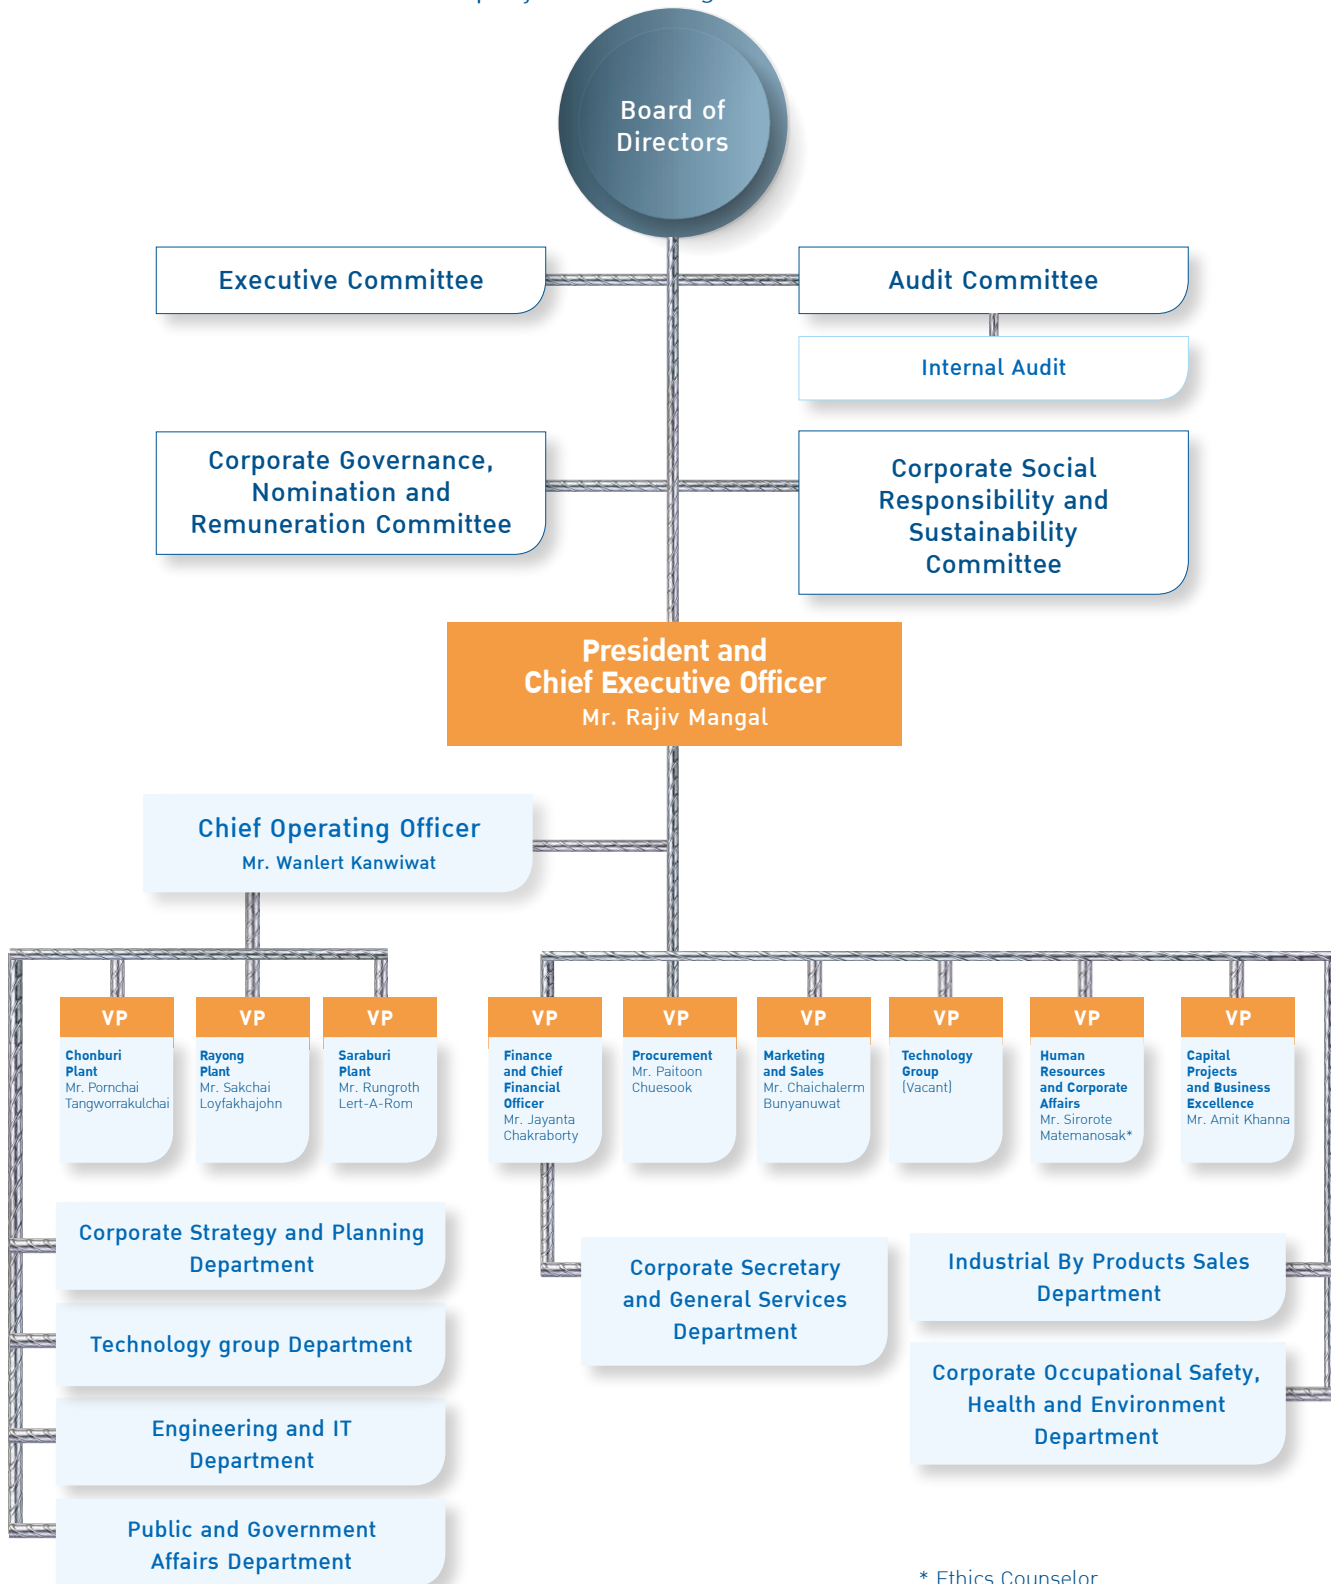 Board of
Directors
Executive Committee
Audit Committee
Internal Audit
Corporate Governance,
Nomination and
Remuneration Committee
Corporate Social
Responsibility and
Sustainability
Committee
President and
Chief Executive Officer
Mr. Rajiv Mangal
Chief Operating Officer
Mr. Wanlert Kanwiwat
VP
Chonburi
Plant
Mr. Pornchai
Tangworrakulchai
VP
Rayong
Plant
Mr. Sakchai
Loyfakhajohn
VP
Saraburi
Plant
Mr. Rungroth
Lert-A-Rom
VP
Finance
and Chief
Financial
Officer
Mr. Jayanta
Chakraborty
VP
Procurement
Mr. Paitoon
Chuesook
VP
Marketing
and Sales
Mr. Chaichalerm
Bunyanuwat
VP
Technology
Group
(Vacant)
VP
Human
Resources
and Corporate
Affairs
Mr. Sirorote
Matemanosak*
VP
Capital
Projects
and Business
Excellence
Mr. Amit Khanna
Corporate Strategy and Planning
Department
Technology group Department
Engineering and IT
Department
Public and Government
Affairs Department
Corporate Secretary
and General Services
Department
Industrial By Products Sales
Department
Corporate Occupational Safety,
Health and Environment
Department
* Ethics Counselor